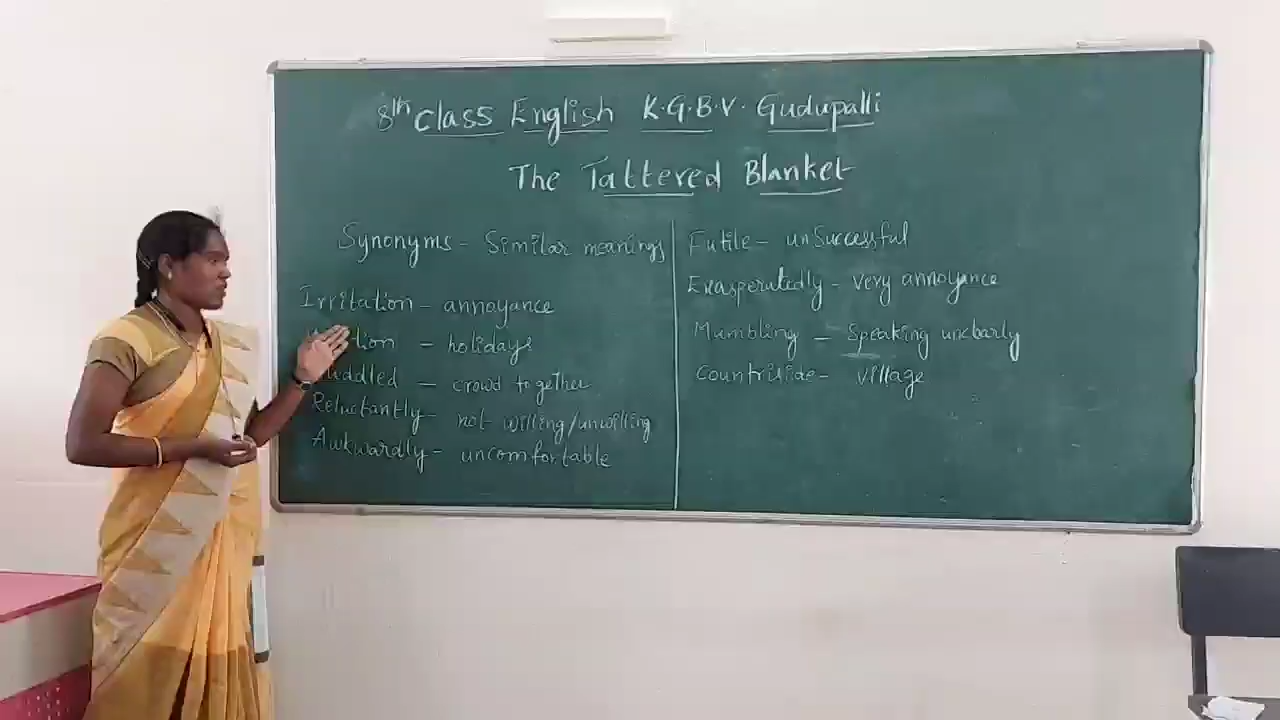 8th class English K.G.B.V. Gudupalli
The Tattered Blanket
Synonyms - Similar meanings
Irritation - annoyance
- holidays
- crowd together
Reluctantly - not willing/unwilling
Awkwardly - uncomfortable
Futile - unSuccessful
Exasperatedly - very annoyance
Mumbling - Speaking unclearly
Countriside - village